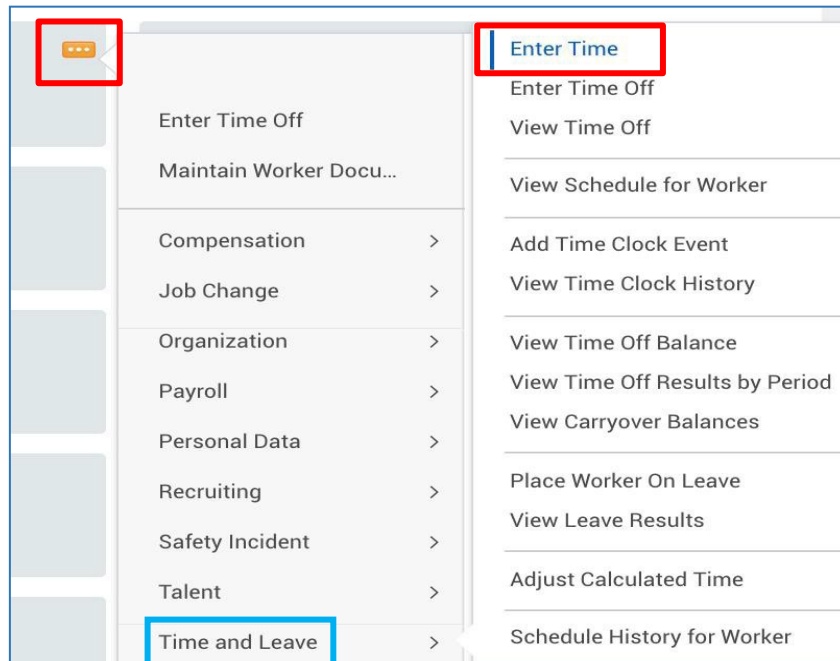 Enter Time Off
Maintain Worker Docu...
Compensation
Job Change
Organization
Payroll
Personal Data
Recruiting
Safety Incident
Talent
Time and Leave
Enter Time
Enter Time Off
View Time Off
View Schedule for Worker
Add Time Clock Event
View Time Clock History
View Time Off Balance
View Time Off Results by Period
View Carryover Balances
Place Worker On Leave
View Leave Results
Adjust Calculated Time
Schedule History for Worker